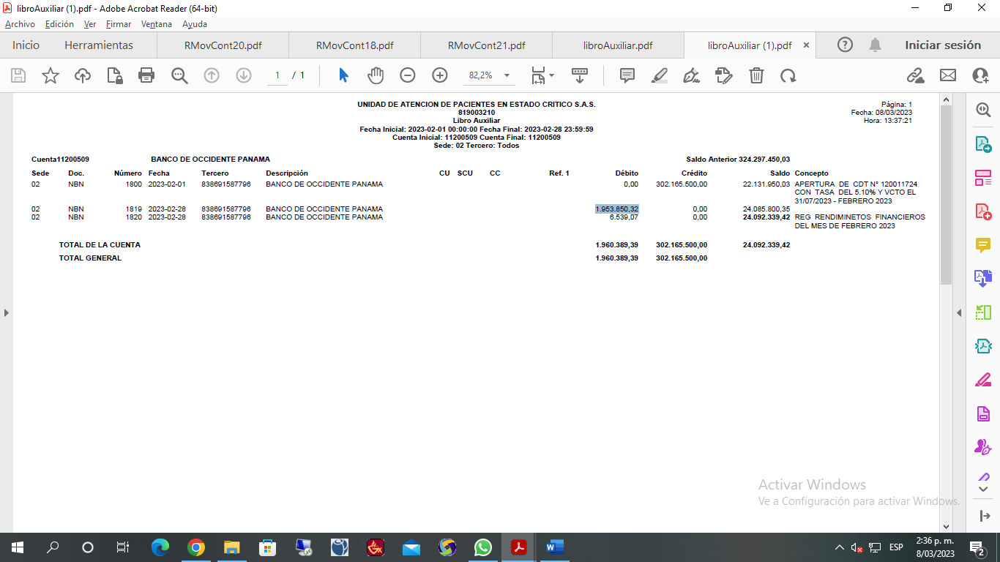 libroAuxiliar (1).pdf - Adobe Acrobat Reader (64-bit)
Archivo Edición Ver Firmar Ventana Ayuda
Inicio Herramientas RMovCont20.pdf RMovCont18.pdf RMovCont21.pdf libroAuxiliar.pdf libroAuxiliar (1).pdf × Iniciar sesión
1 / 1 82,2%
UNIDAD DE ATENCION DE PACIENTES EN ESTADO CRITICO S.A.S. Página: 1
819003210 Fecha: 08/03/2023
Libro Auxiliar Hora: 13:37:21
Fecha Inicial: 2023-02-01 00:00:00 Fecha Final: 2023-02-28 23:59:59
Cuenta Inicial: 11200509 Cuenta Final: 11200509
Sede: 02 Tercero: Todos
Cuenta11200509 BANCO DE OCCIDENTE PANAMA Saldo Anterior 324.297.450,03
Sede Doc. Número Fecha Tercero Descripción CU SCU CC Ref. 1 Débito Crédito Saldo Concepto
02 NBN 1800 2023-02-01 838691587796 BANCO DE OCCIDENTE PANAMA 0,00 302.165.500,00 22.131.950,03 APERTURA DE CDT N° 120011724
CON TASA DEL 5.10% Y VCTO EL
31/07/2023 - FEBRERO 2023
02 NBN 1819 2023-02-28 838691587796 BANCO DE OCCIDENTE PANAMA 1.953.850,32 0,00 24.085.800,35
02 NBN 1820 2023-02-28 838691587796 BANCO DE OCCIDENTE PANAMA 6.539,07 0,00 24.092.339,42 REG RENDIMINETOS FINANCIEROS
DEL MES DE FEBRERO 2023
TOTAL DE LA CUENTA 1.960.389,39 302.165.500,00 24.092.339,42
TOTAL GENERAL 1.960.389,39 302.165.500,00
Activar Windows
Ve a Configuración para activar Windows.
ESP 2:36 p. m.
8/03/2023 2